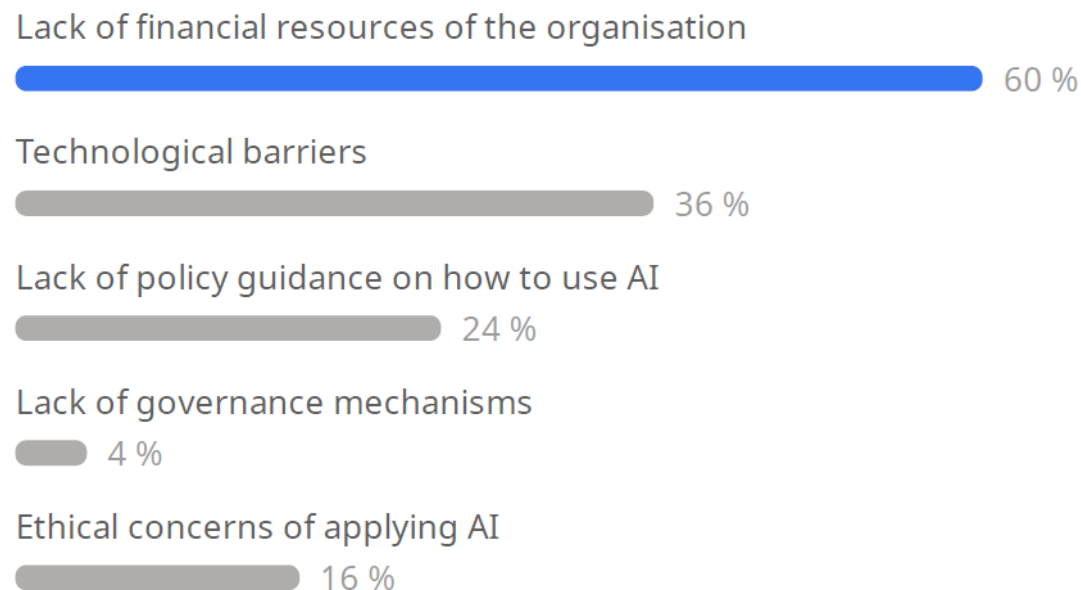 Lack of financial resources of the organisation
60 %
Technological barriers
36 %
Lack of policy guidance on how to use AI
24 %
Lack of governance mechanisms
4 %
Ethical concerns of applying AI
16 %